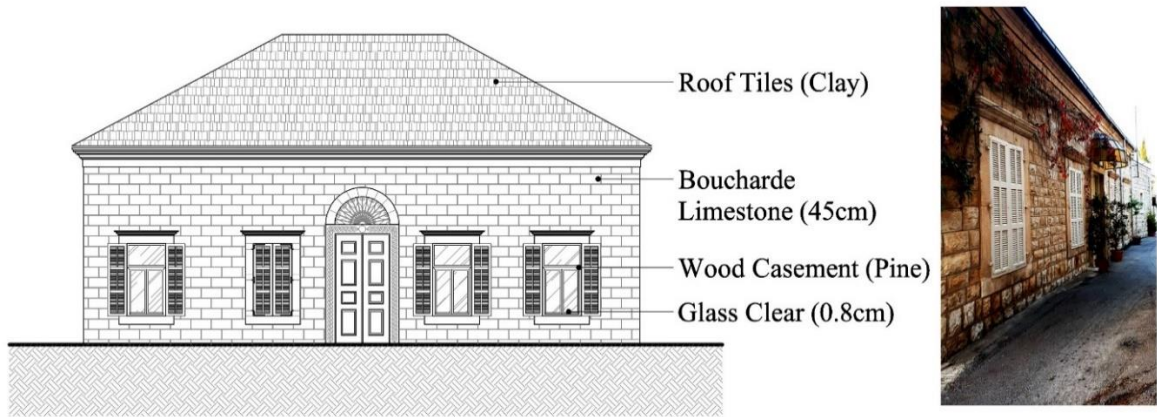 Roof Tiles (Clay)
Boucharde
Limestone (45cm)
Wood Casement (Pine)
Glass Clear (0.8cm)